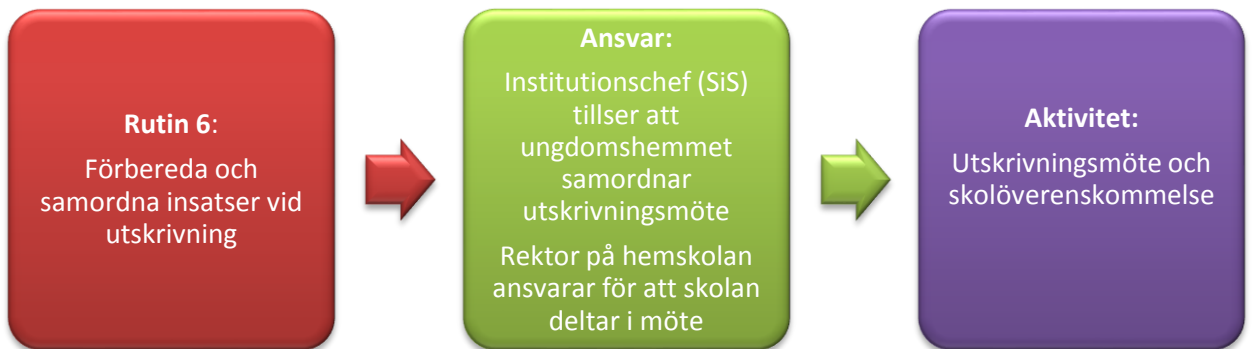 Rutin 6:
Förbereda och
samordna insatser vid
utskrivning
Ansvar:
Institutionschef (SiS)
tillser att
ungdomshemmet
samordnar
utskrivningsmöte
Rektor på hemskolan
ansvarar för att skolan
deltar i möte
Aktivitet:
Utskrivningsmöte och
skolöverenskommelse